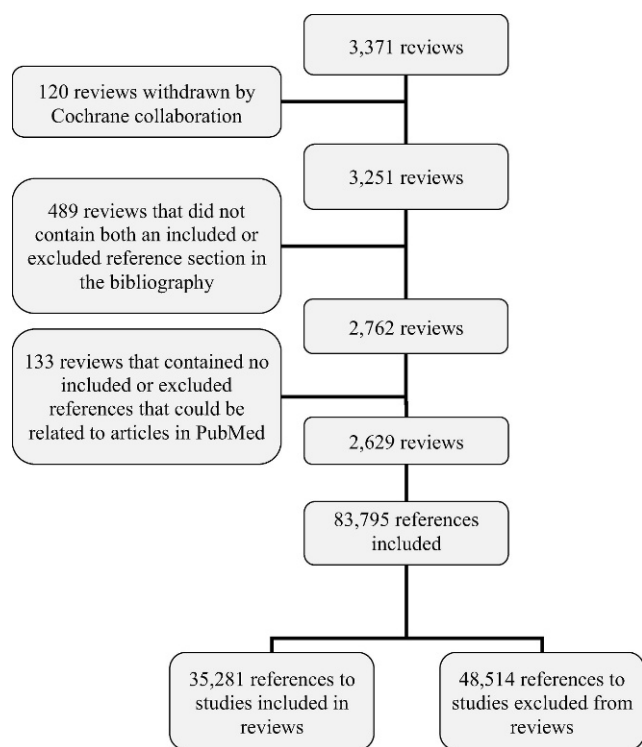 3,371 reviews
120 reviews withdrawn by
Cochrane collaboration
3,251 reviews
489 reviews that did not
contain both an included or
excluded reference section in
the bibliography
2,762 reviews
133 reviews that contained no
included or excluded
references that could be
related to articles in PubMed
2,629 reviews
83,795 references
included
35,281 references to
studies included in
reviews
48,514 references to
studies excluded from
reviews